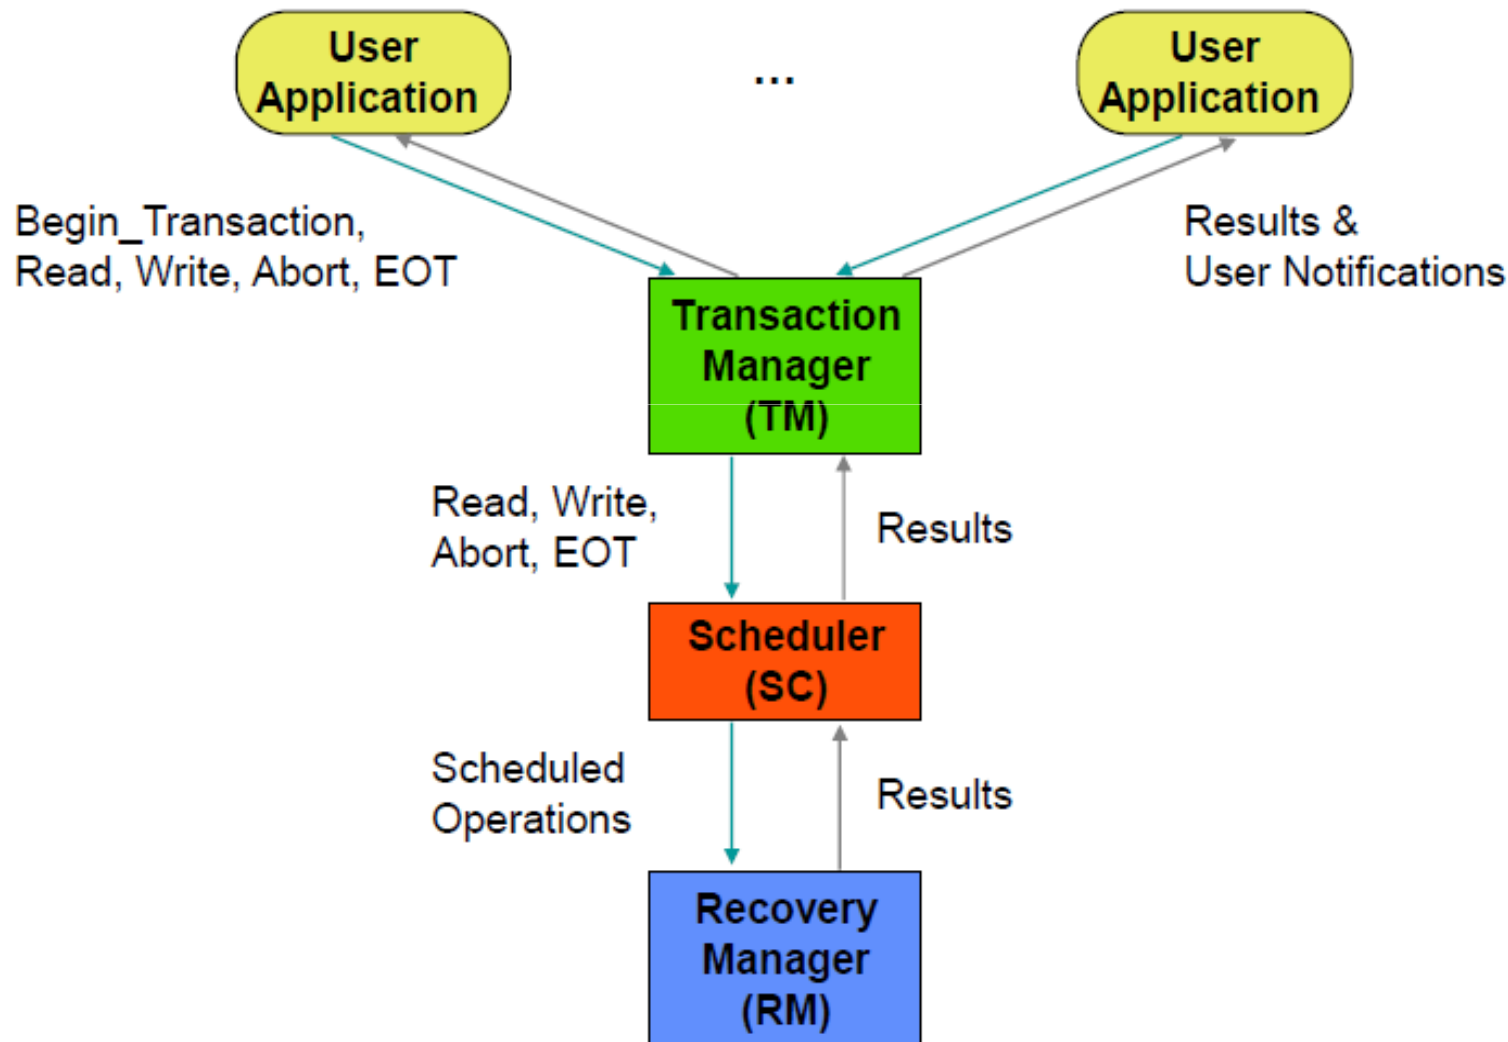 User
Application
...
User
Application
Begin_Transaction,
Read, Write, Abort, EOT
Results &
User Notifications
Transaction
Manager
(TM)
Read, Write,
Abort, EOT
Results
Scheduler
(SC)
Scheduled
Operations
Results
Recovery
Manager
(RM)